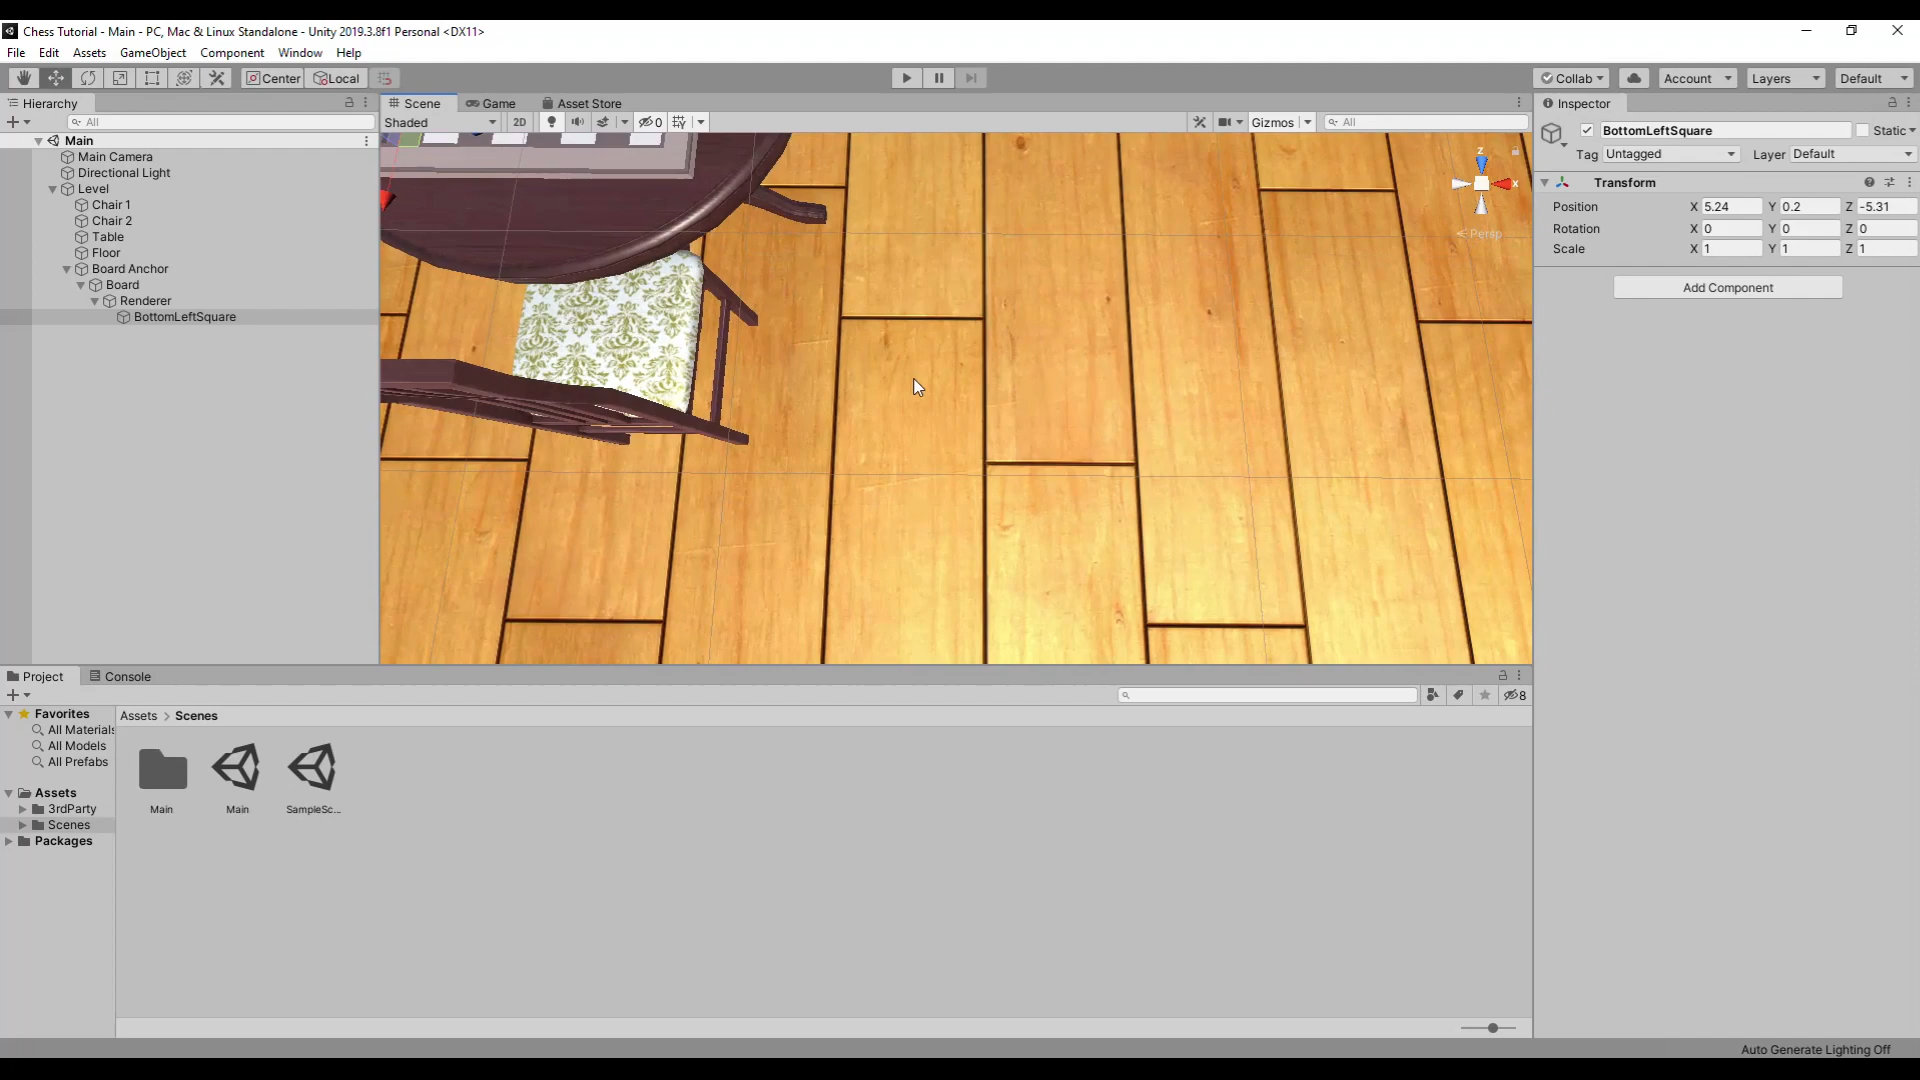 Chess Tutorial - Main - PC, Mac & Linux Standalone - Unity 2019.3.8f1 Personal <DX11>
File Edit Assets GameObject Component Window Help
Center Local Collab Account Layers Default
Hierarchy
All
Main
Main Camera
Directional Light
Level
Chair 1
Chair 2
Table
Floor
Board Anchor
Board
Renderer
BottomLeftSquare
Scene Game Asset Store
Shaded 2D 0 Gizmos All
z
x
Persp
Inspector
BottomLeftSquare Static
Tag Untagged Layer Default
Transform
Position X 5.24 Y 0.2 Z -5.31
Rotation X 0 Y 0 Z 0
Scale X 1 Y 1 Z 1
Add Component
Project Console
8
Favorites
All Materials
All Models
All Prefabs
Assets
3rdParty
Scenes
Packages
Assets > Scenes
Main Main SampleSc...
Auto Generate Lighting Off